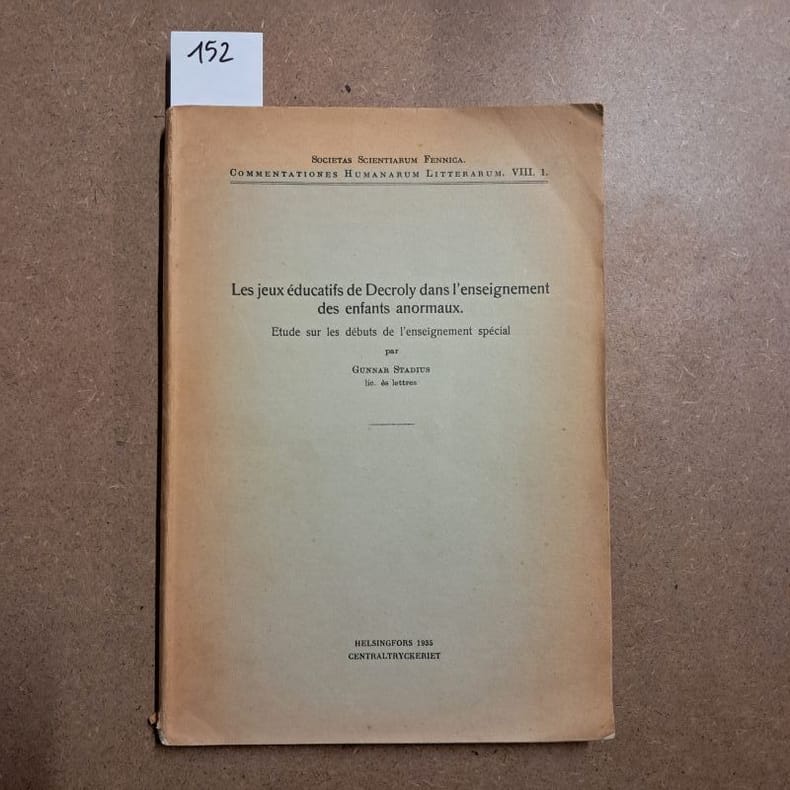 152
Societas Scientiarum Fennica.
Commentationes Humanarum Litterarum. VIII. 1.
Les jeux éducatifs de Decroly dans l'enseignement
des enfants anormaux.
Etude sur les débuts de l'enseignement spécial
par
Gunnar Stadius
lic. ès lettres
HELSINGFORS 1935
CENTRALTRYCKERIET